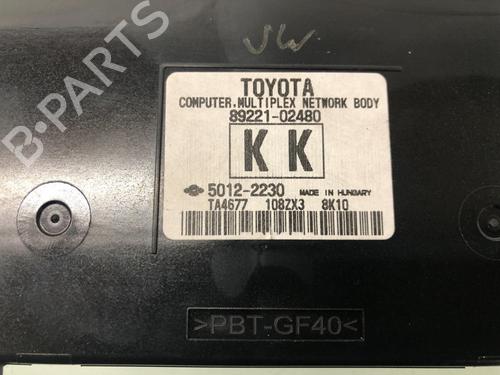 JW
TOYOTA
COMPUTER.MULTIPLEX NETWORK BODY
89221-02480
K K
5012-2230 MADE IN HUNGARY
TA4677 108ZX3 8K10
>PBT-GF40<
B-PARTS